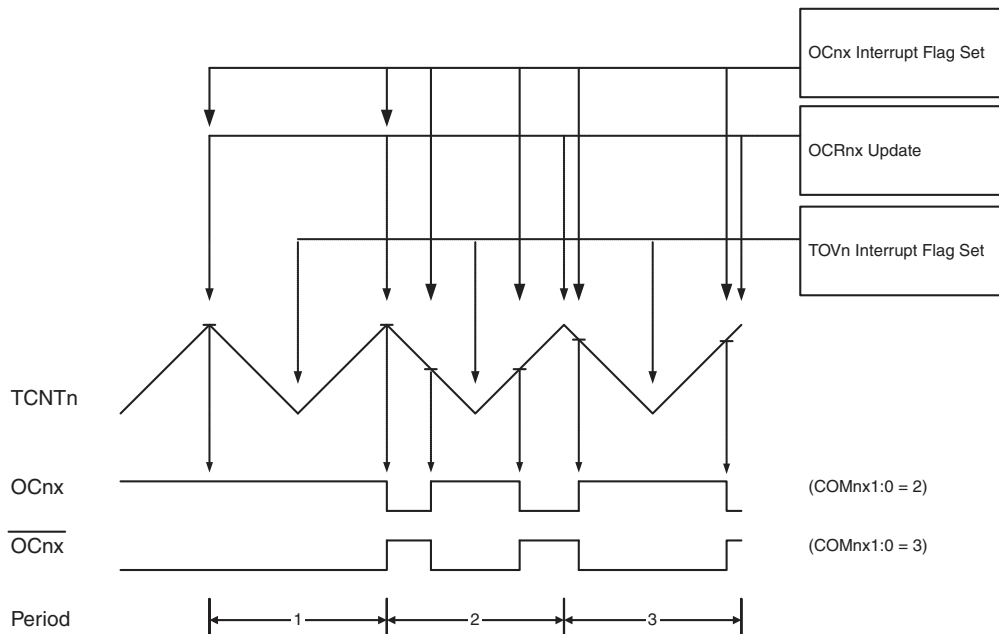 OCnx Interrupt Flag Set
OCRnx Update
TOVn Interrupt Flag Set
TCNTn
OCnx
(COMnx1:0 = 2)
OCnx
(COMnx1:0 = 3)
Period
1
2
3